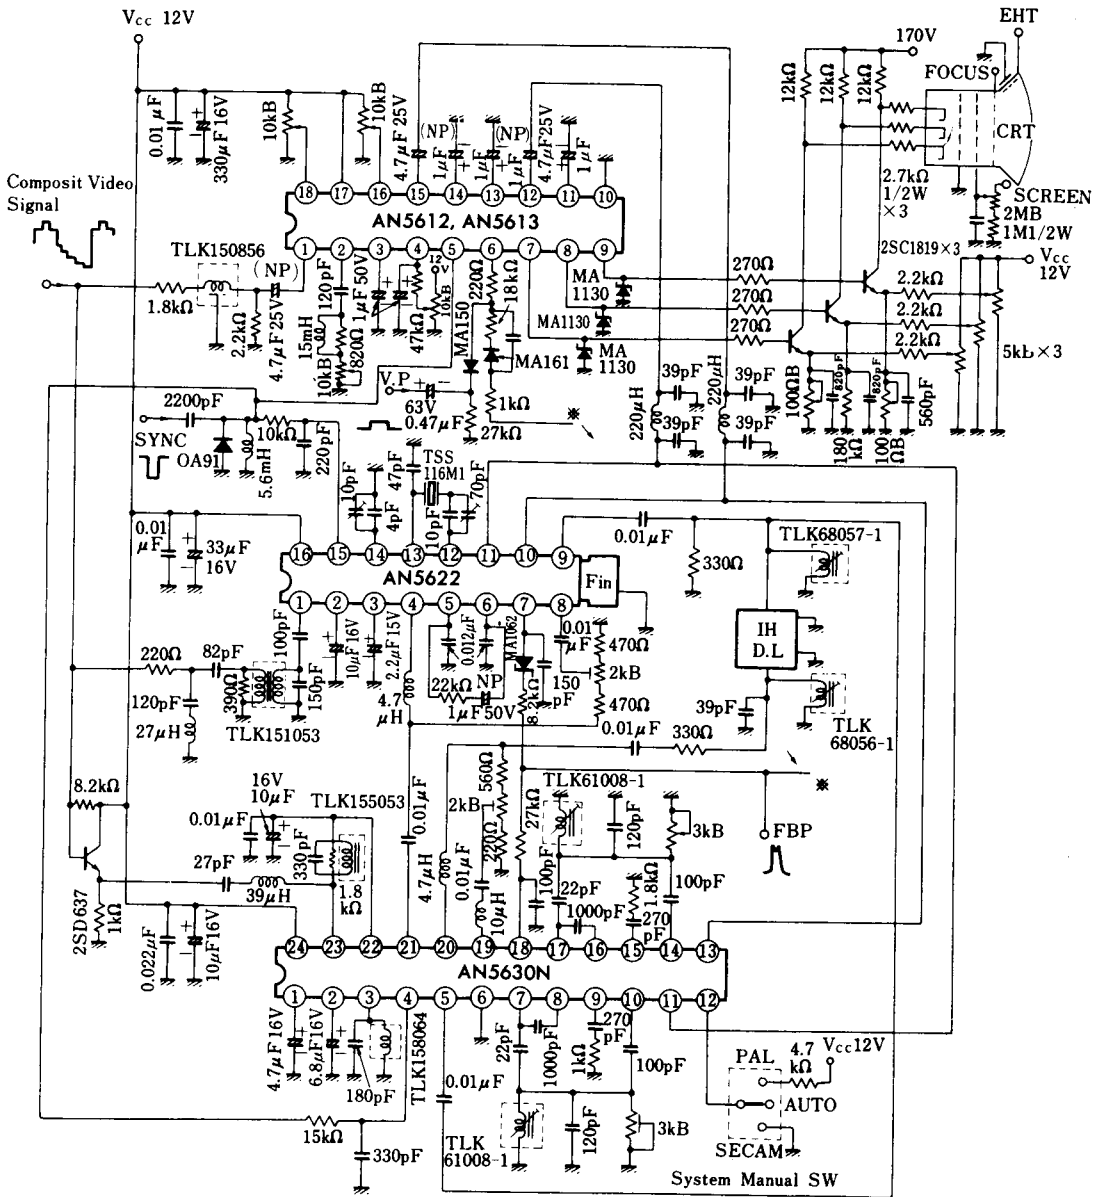 Vcc 12V
EHT
170V
0.01μF
330μF 16V
10kB
10kB
4.7μF 25V
(NP)
1μF
1μF
(NP)
1μF
4.7μF 25V
1μF
12kΩ
12kΩ
12kΩ
FOCUS
CRT
Composit Video
Signal
18 17 16 15 14 13 12 11 10
AN5612, AN5613
1 2 3 4 5 6 7 8 9
2.7kΩ
1/2W
×3
SCREEN
2MB
1M1/2W
2SC1819×3
Vcc
12V
TLK150856
(NP)
1.8kΩ
2.2kΩ
4.7μF 25V
120pF
15mH
10kB
820Ω
1μF 50V
47kΩ
12V
10kB
MA150
220Ω
18kΩ
MA161
1kΩ
27kΩ
V.P
63V
0.47μF
MA
1130
MA1130
MA
1130
270Ω
270Ω
270Ω
2.2kΩ
2.2kΩ
2.2kΩ
5kB×3
100ΩB
820pF
180
kΩ
820pF
100
ΩB
560pF
220μH
39pF
39pF
220μH
39pF
39pF
※
2200pF
SYNC
OA91
5.6mH
10kΩ
220pF
10pF
4pF
47pF
TSS
116M1
10pF
70pF
0.01
μF
33μF
16V
16 15 14 13 12 11 10 9
AN5622
Fin
1 2 3 4 5 6 7 8
0.01μF
330Ω
TLK68057-1
1H
D.L
39pF
TLK
68056-1
220Ω
82pF
390Ω
100pF
150pF
TLK151053
120pF
27μH
10μF 16V
2.2μF 15V
4.7
μH
0.012μF
22kΩ
NP
1μF 50V
MA1062
8.2kΩ
150
pF
0.01
μF
470Ω
2kB
470Ω
0.01μF
330Ω
※
FBP
8.2kΩ
2SD637
1kΩ
0.01μF
16V
10μF
330pF
TLK155053
1.8
kΩ
27pF
39μH
0.022μF
10μF 16V
0.01μF
4.7μH
560Ω
2kB
220Ω
0.01μF
10μH
27kΩ
100pF
TLK61008-1
120pF
3kB
22pF
1000pF
1.8kΩ
270
pF
100pF
24 23 22 21 20 19 18 17 16 15 14 13
AN5630N
1 2 3 4 5 6 7 8 9 10 11 12
4.7μF 16V
6.8μF 16V
180pF
TLK158064
0.01μF
22pF
1000pF
270
pF
1kΩ
100pF
TLK
61008-1
120pF
3kB
15kΩ
330pF
PAL
4.7
kΩ
Vcc12V
AUTO
SECAM
System Manual SW